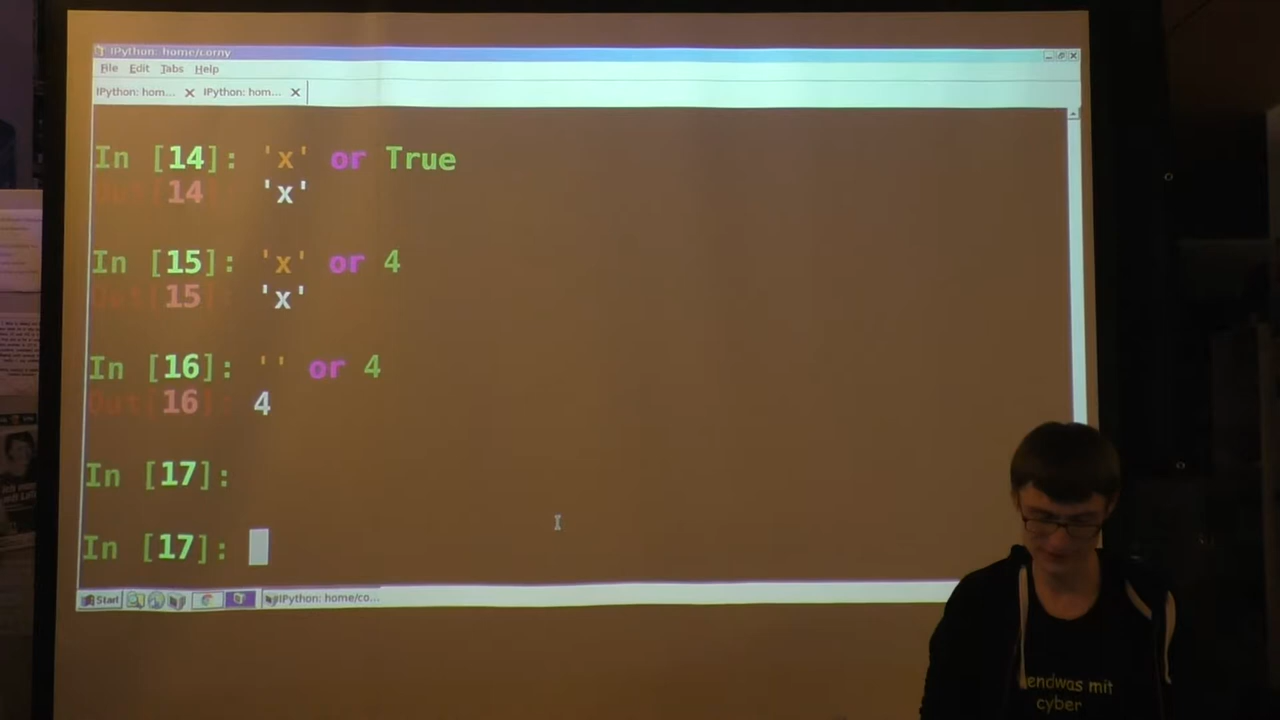 IPython: home/corny
File Edit Tabs Help
IPython: hom... IPython: hom...
In [14]: 'x' or True
Out[14]: 'x'
In [15]: 'x' or 4
Out[15]: 'x'
In [16]: '' or 4
Out[16]: 4
In [17]:
In [17]:
Start IPython: home/co...
endwas mit
cyber